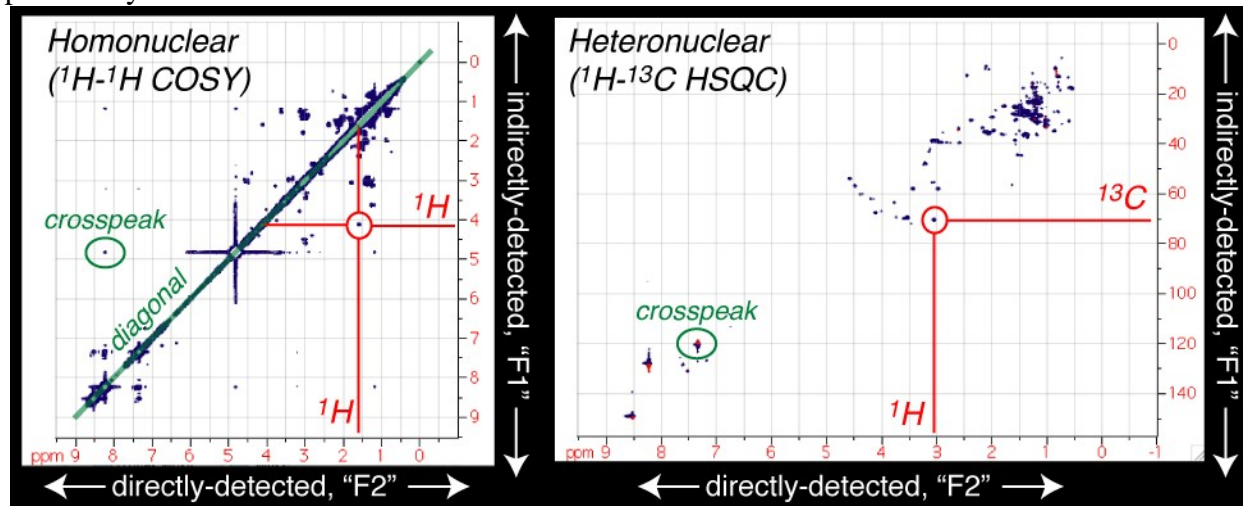 Homonuclear
(¹H-¹H COSY)
0
1
2
3
4
5
6
7
8
9
¹H
crosspeak
diagonal
¹H
ppm 9 8 7 6 5 4 3 2 1 0
directly-detected, “F2”
indirectly-detected, “F1”
Heteronuclear
(¹H-¹³C HSQC)
0
20
40
60
80
100
120
140
¹³C
crosspeak
¹H
ppm 9 8 7 6 5 4 3 2 1 0 -1
directly-detected, “F2”
indirectly-detected, “F1”